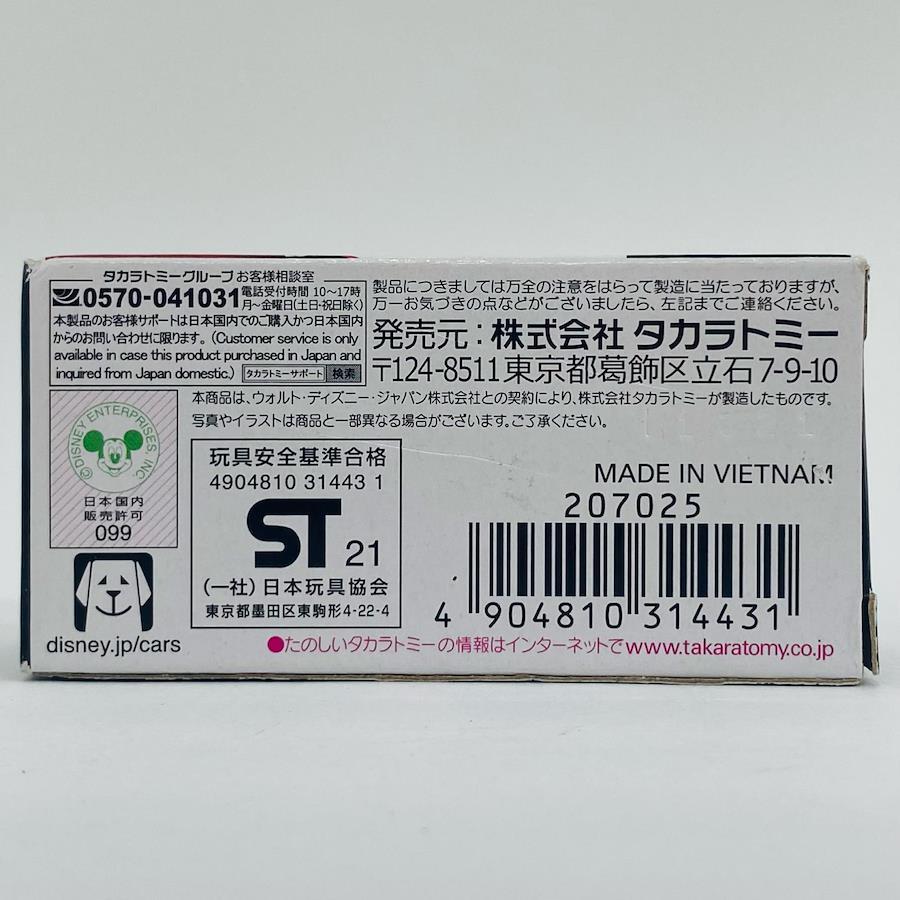 タカラトミーグループ お客様相談室
0570-041031 電話受付時間 10～17時
月～金曜日(土日・祝日除く)
本製品のお客様サポートは日本国内でのご購入かつ日本国内
からのお問い合わせに限ります。(Customer service is only
available in case this product purchased in Japan and
inquired from Japan domestic.) タカラトミーサポート 検索
製品につきましては万全の注意をはらって製造に当たっておりますが、
万一お気づきの点などがございましたら、左記までご連絡ください。
発売元：株式会社 タカラトミー
〒124-8511 東京都葛飾区立石7-9-10
本商品は、ウォルト・ディズニー・ジャパン株式会社との契約により、株式会社タカラトミーが製造したものです。
写真やイラストは商品と一部異なる場合がございます。ご了承ください。
©DISNEY ENTERPRISES, INC.
日本国内
販売許可
099
disney.jp/cars
玩具安全基準合格
4904810 31443 1
ST 21
(一社)日本玩具協会
東京都墨田区東駒形4-22-4
MADE IN VIETNAM
207025
4 904810 314431
●たのしいタカラトミーの情報はインターネットで www.takaratomy.co.jp